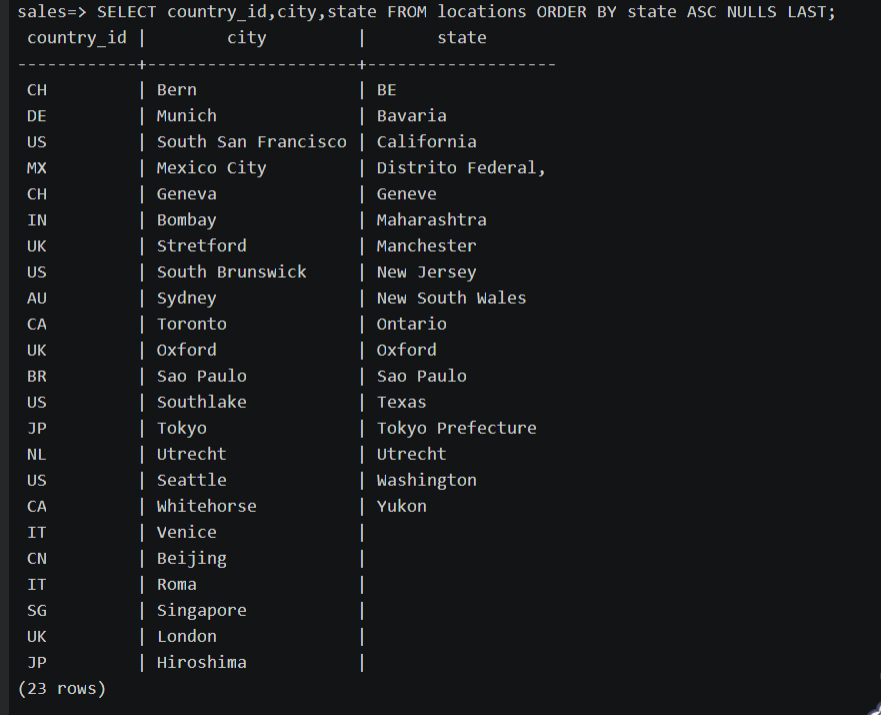 sales=> SELECT country_id,city,state FROM locations ORDER BY state ASC NULLS LAST;
 country_id |        city         |       state
------------+---------------------+-------------------
 CH         | Bern                | BE
 DE         | Munich              | Bavaria
 US         | South San Francisco | California
 MX         | Mexico City         | Distrito Federal,
 CH         | Geneva              | Geneve
 IN         | Bombay              | Maharashtra
 UK         | Stretford           | Manchester
 US         | South Brunswick     | New Jersey
 AU         | Sydney              | New South Wales
 CA         | Toronto             | Ontario
 UK         | Oxford              | Oxford
 BR         | Sao Paulo           | Sao Paulo
 US         | Southlake           | Texas
 JP         | Tokyo               | Tokyo Prefecture
 NL         | Utrecht             | Utrecht
 US         | Seattle             | Washington
 CA         | Whitehorse          | Yukon
 IT         | Venice              |
 CN         | Beijing             |
 IT         | Roma                |
 SG         | Singapore           |
 UK         | London              |
 JP         | Hiroshima           |
(23 rows)